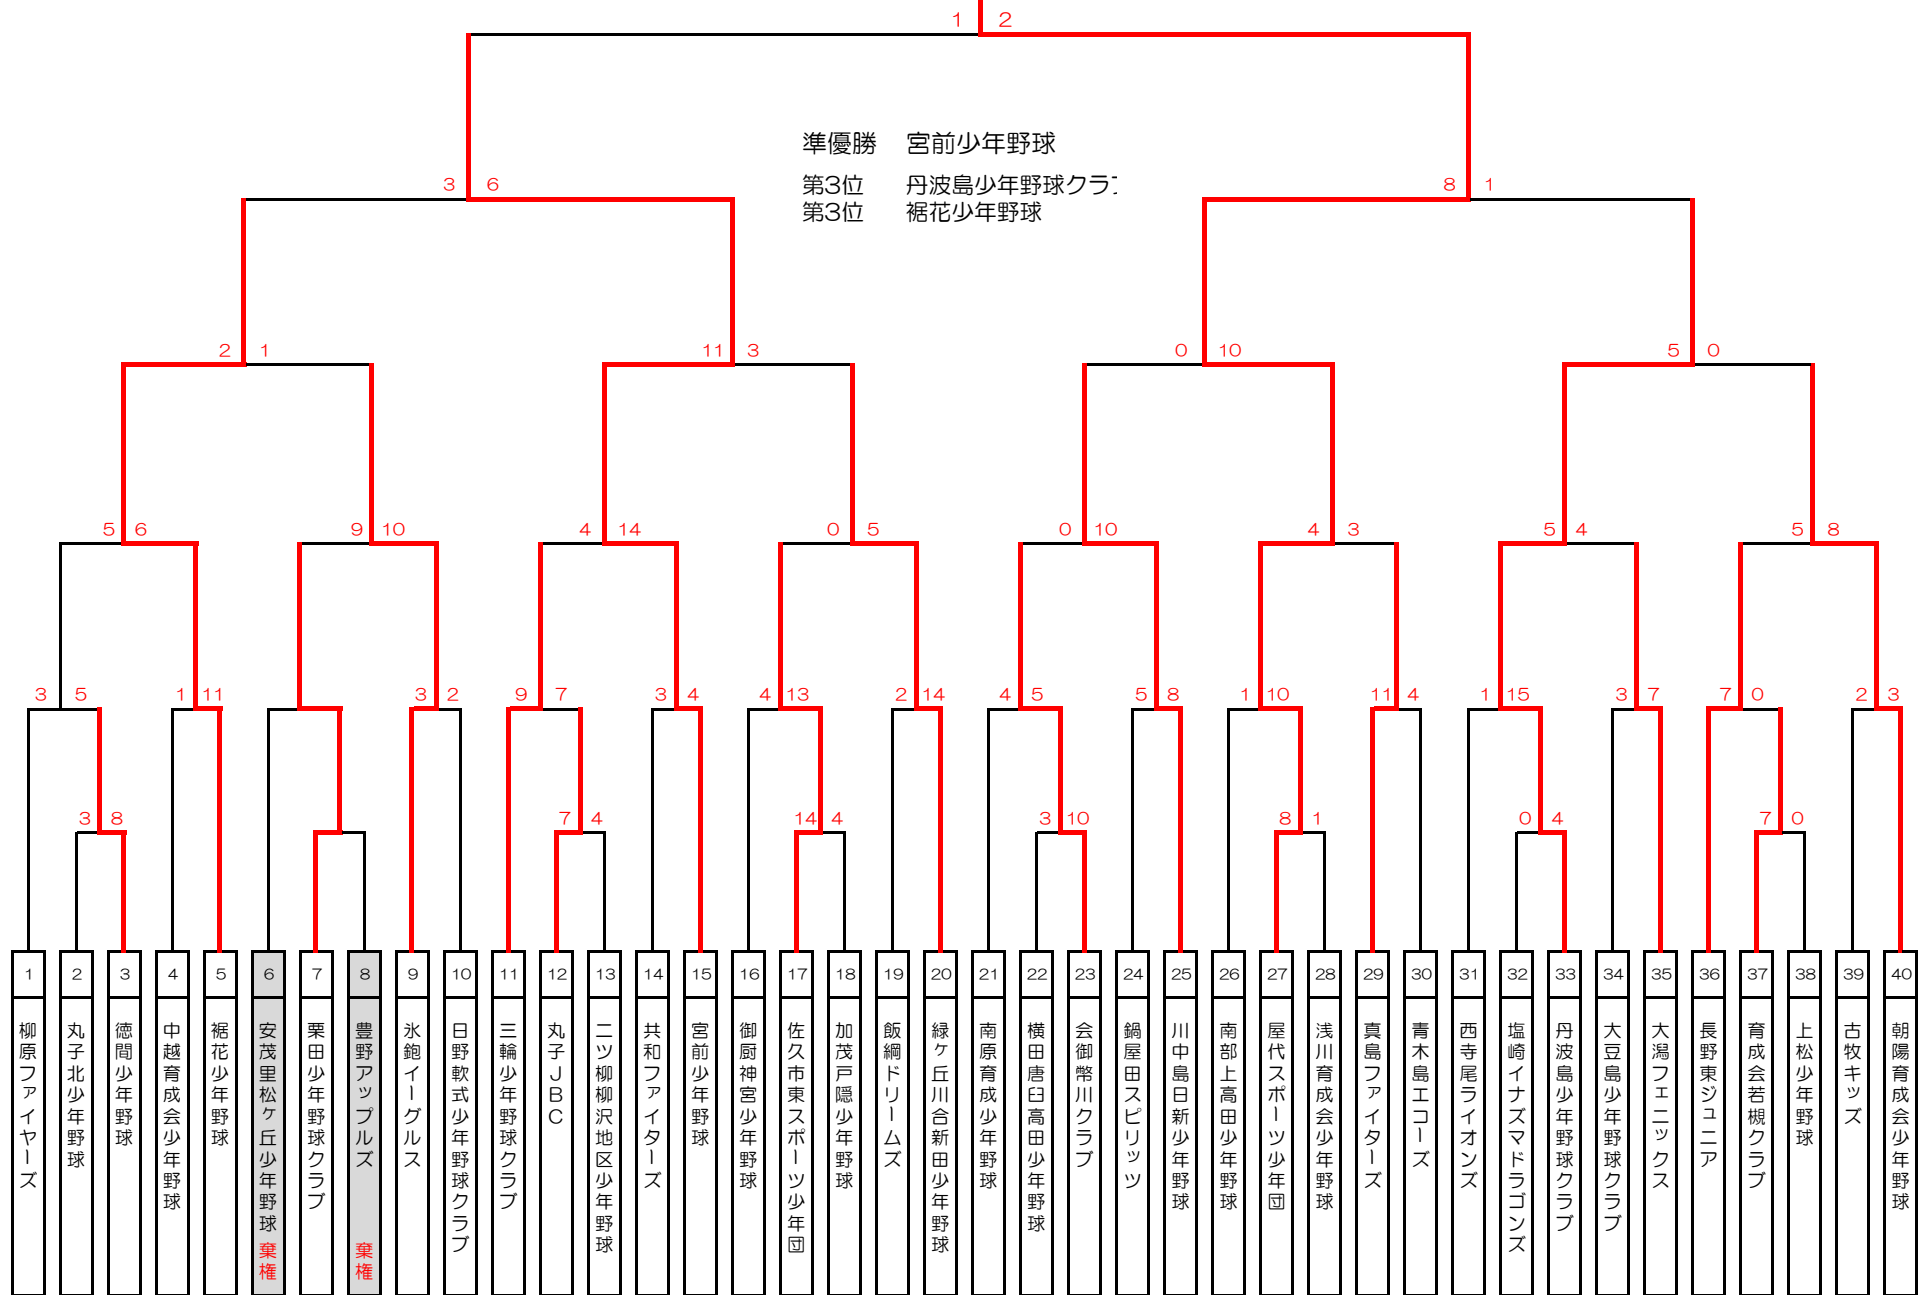 1 2
準優勝 宮前少年野球
3 6
第3位 丹波島少年野球クラブ
8 1
第3位 裾花少年野球
2 1
11 3
0 10
5 0
5 6
9 10
4 14
0 5
0 10
4 3
5 4
5 8
3 5
1 11
3 2
9 7
3 4
4 13
2 14
4 5
5 8
1 10
11 4
1 15
3 7
7 0
2 3
3 8
7 4
14 4
3 10
8 1
0 4
7 0
1 柳原ファイヤーズ
2 丸子北少年野球
3 徳間少年野球
4 中越育成会少年野球
5 裾花少年野球
6 安茂里松ヶ丘少年野球 棄権
7 栗田少年野球クラブ
8 豊野アップルズ 棄権
9 氷鉋イーグルス
10 日野軟式少年野球クラブ
11 三輪少年野球クラブ
12 丸子JBC
13 二ツ柳柳沢地区少年野球
14 共和ファイターズ
15 宮前少年野球
16 御厨神宮少年野球
17 佐久市東スポーツ少年団
18 加茂戸隠少年野球
19 飯綱ドリームズ
20 緑ヶ丘川合新田少年野球
21 南原育成少年野球
22 横田唐臼高田少年野球
23 会御幣川クラブ
24 鍋屋田スピリッツ
25 川中島日新少年野球
26 南部上高田少年野球
27 屋代スポーツ少年団
28 浅川育成会少年野球
29 真島ファイターズ
30 青木島エコーズ
31 西寺尾ライオンズ
32 塩崎イナズマドラゴンズ
33 丹波島少年野球クラブ
34 大豆島少年野球クラブ
35 大潟フェニックス
36 長野東ジュニア
37 育成会若槻クラブ
38 上松少年野球
39 古牧キッズ
40 朝陽育成会少年野球